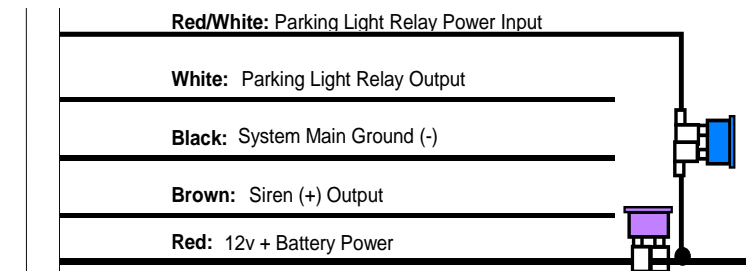 Red/White: Parking Light Relay Power Input
White: Parking Light Relay Output
Black: System Main Ground (-)
Brown: Siren (+) Output
Red: 12v + Battery Power